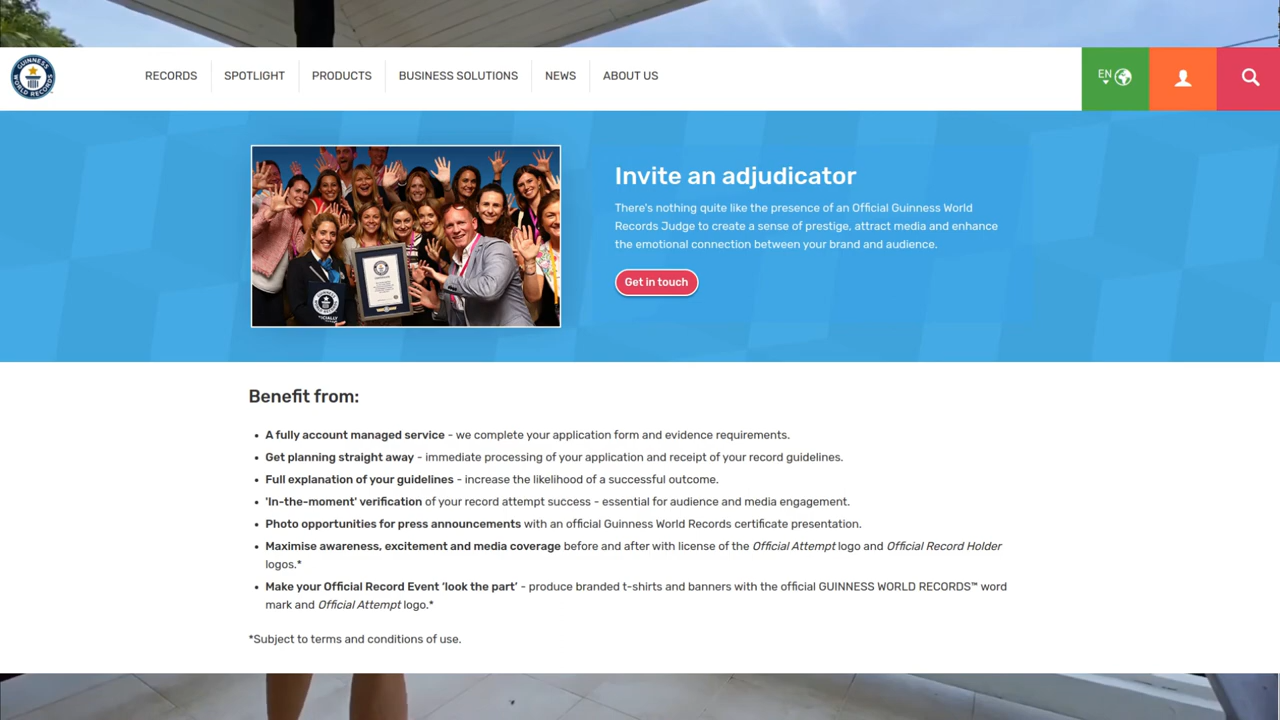 GUINNESS
WORLD RECORDS
RECORDS
SPOTLIGHT
PRODUCTS
BUSINESS SOLUTIONS
NEWS
ABOUT US
EN
Invite an adjudicator
There's nothing quite like the presence of an Official Guinness World
Records Judge to create a sense of prestige, attract media and enhance
the emotional connection between your brand and audience.
Get in touch
Benefit from:
• A fully account managed service - we complete your application form and evidence requirements.
• Get planning straight away - immediate processing of your application and receipt of your record guidelines.
• Full explanation of your guidelines - increase the likelihood of a successful outcome.
• 'In-the-moment' verification of your record attempt success - essential for audience and media engagement.
• Photo opportunities for press announcements with an official Guinness World Records certificate presentation.
• Maximise awareness, excitement and media coverage before and after with license of the Official Attempt logo and Official Record Holder
logos.*
• Make your Official Record Event ‘look the part’ - produce branded t-shirts and banners with the official GUINNESS WORLD RECORDS™ word
mark and Official Attempt logo.*
*Subject to terms and conditions of use.